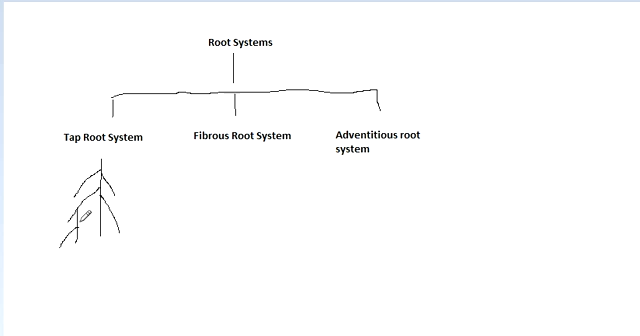 Root Systems
Tap Root System
Fibrous Root System
Adventitious root
system